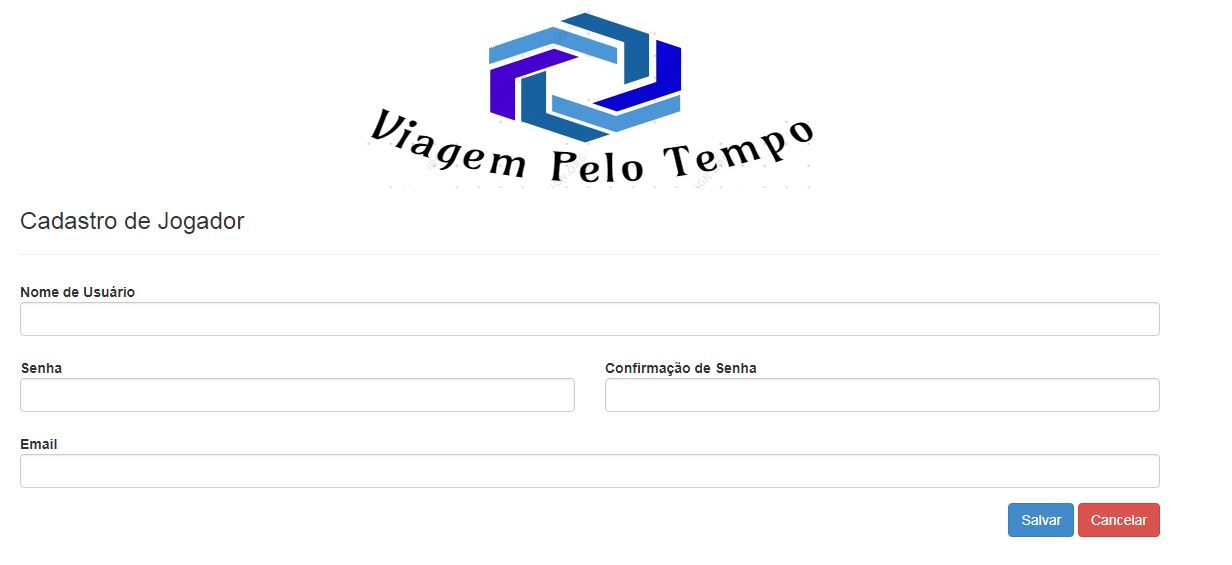 Viagem Pelo Tempo
Cadastro de Jogador
Nome de Usuário
Senha Confirmação de Senha
Email
Salvar Cancelar